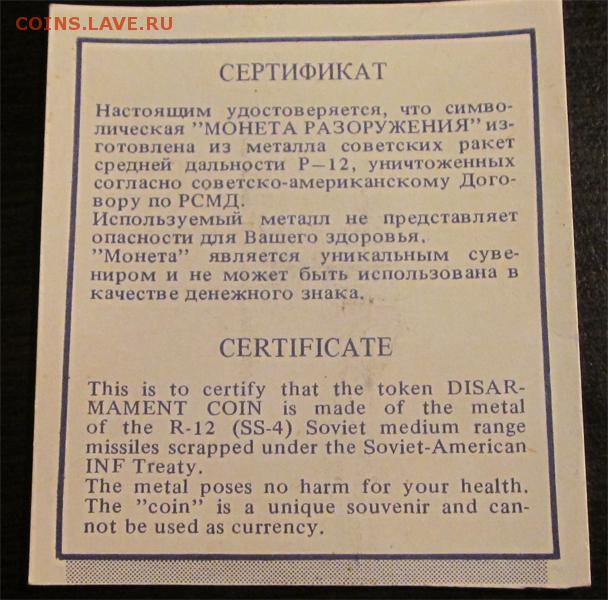 COINS.LAVE.RU
СЕРТИФИКАТ
Настоящим удостоверяется, что симво-
лическая "МОНЕТА РАЗОРУЖЕНИЯ" из-
готовлена из металла советских ракет
средней дальности Р—12, уничтоженных
согласно советско-американскому Дого-
вору по РСМД.
Используемый металл не представляет
опасности для Вашего здоровья.
"Монета" является уникальным суве-
ниром и не может быть использована в
качестве денежного знака.
CERTIFICATE
This is to certify that the token DISAR-
MAMENT COIN is made of the metal
of the R-12 (SS-4) Soviet medium range
missiles scrapped under the Soviet-American
INF Treaty.
The metal poses no harm for your health.
The "coin" is a unique souvenir and can-
not be used as currency.